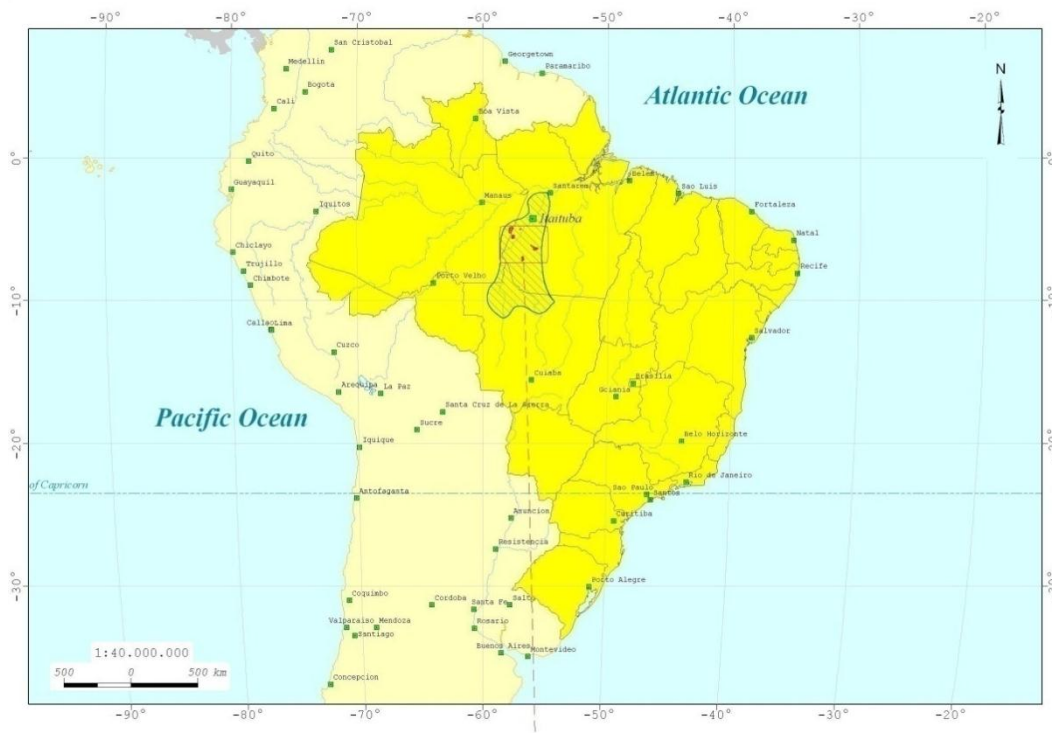 -90° -80° -70° -60° -50° -40° -30° -20°
San Cristobal
Georgetown
Medellin
Paramaribo
N
Bogota
Atlantic Ocean
Cali
Boa Vista
0°
Quito
Belem
Santarem
Guayaquil
Manaus
Sao Luis
Iquitos
Itaituba
Fortaleza
Natal
Chiclayo
Trujillo
Recife
Chimbote
Porto Velho
-10°
Callao Lima
Salvador
Cuzco
Cuiaba
Brasilia
Arequipa
La Paz
Goiania
Pacific Ocean
Santa Cruz de La Sierra
Sucre
Belo Horizonte
-20°
Iquique
Rio de Janeiro
of Capricorn
Sao Paulo
Santos
Antofagasta
Asuncion
Curitiba
Resistencia
-30°
Porto Alegre
Coquimbo
Cordoba
Santa Fe
Salto
Valparaiso Mendoza
Rosario
Santiago
1:40.000.000
Buenos Aires
Montevideo
500 0 500 km
Concepcion
-90° -80° -70° -60° -50° -40° -30° -20°